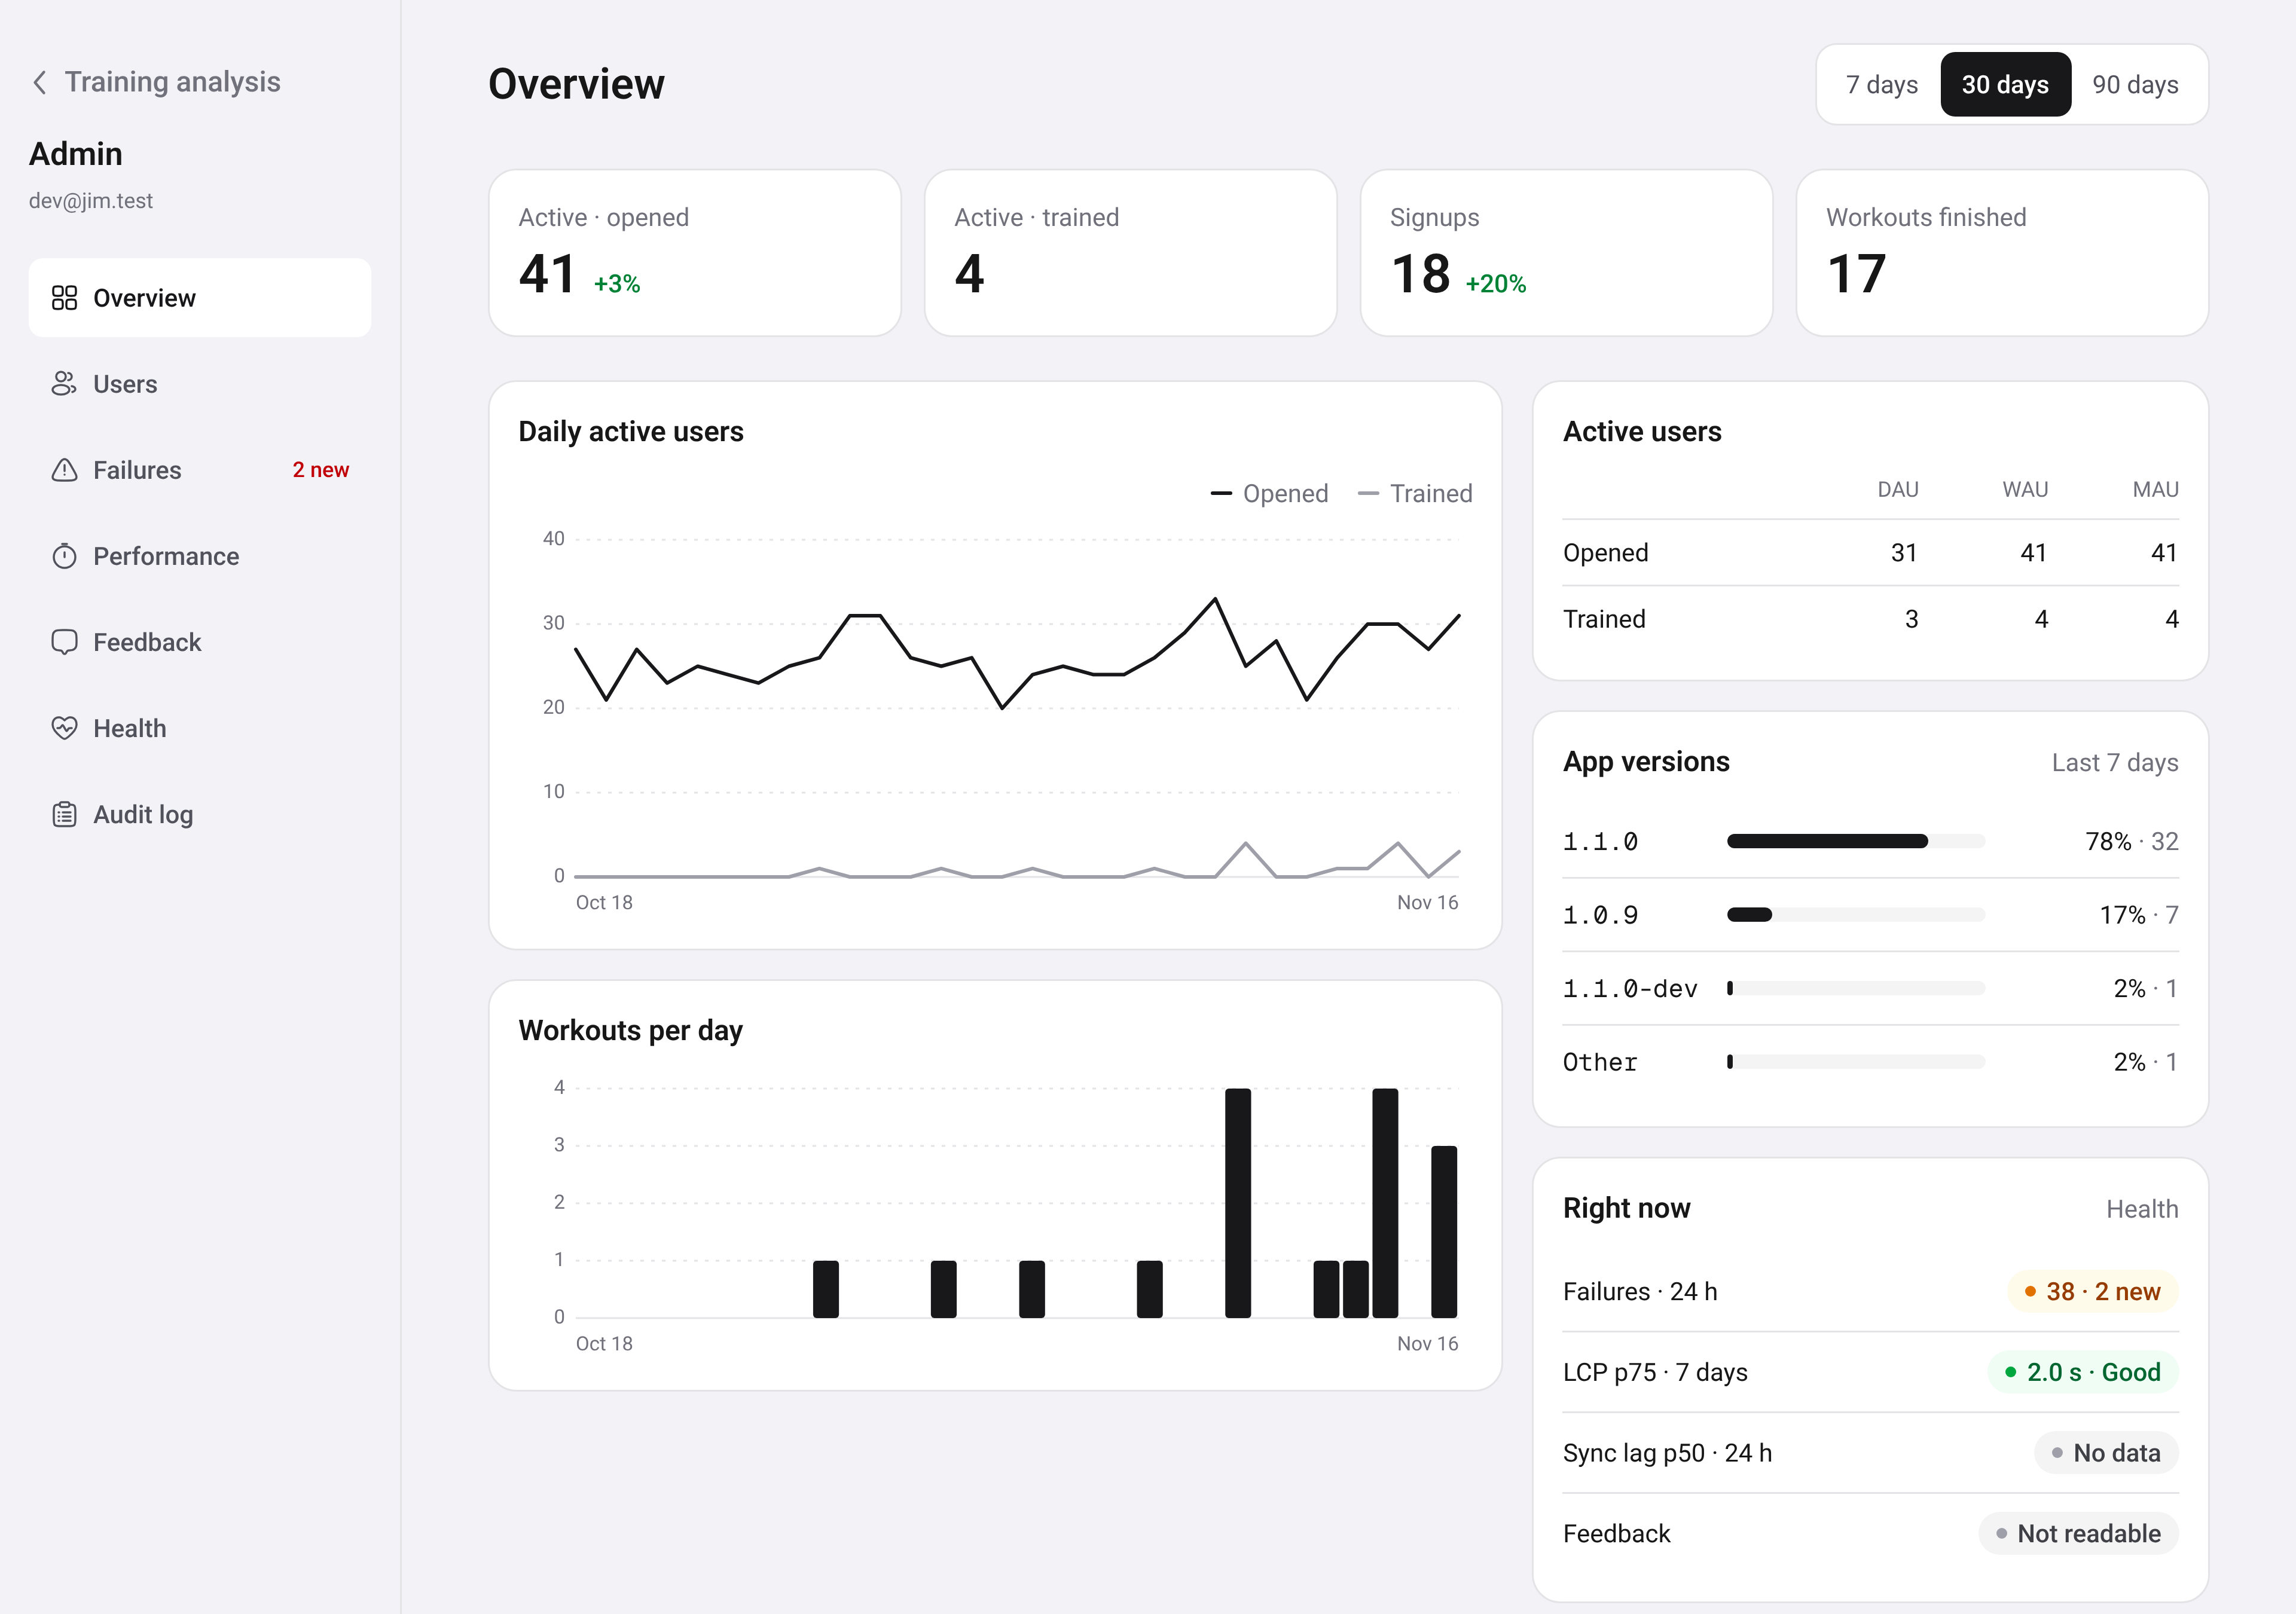 Training analysis
Admin
dev@jim.test
Overview
Users
Failures 2 new
Performance
Feedback
Health
Audit log
Overview
7 days 30 days 90 days
Active · opened
41 +3%
Active · trained
4
Signups
18 +20%
Workouts finished
17
Daily active users
Opened Trained
40
30
20
10
0
Oct 18 Nov 16
Workouts per day
4
3
2
1
0
Oct 18 Nov 16
Active users
DAU WAU MAU
Opened 31 41 41
Trained 3 4 4
App versions Last 7 days
1.1.0 78% · 32
1.0.9 17% · 7
1.1.0-dev 2% · 1
Other 2% · 1
Right now Health
Failures · 24 h 38 · 2 new
LCP p75 · 7 days 2.0 s · Good
Sync lag p50 · 24 h No data
Feedback Not readable